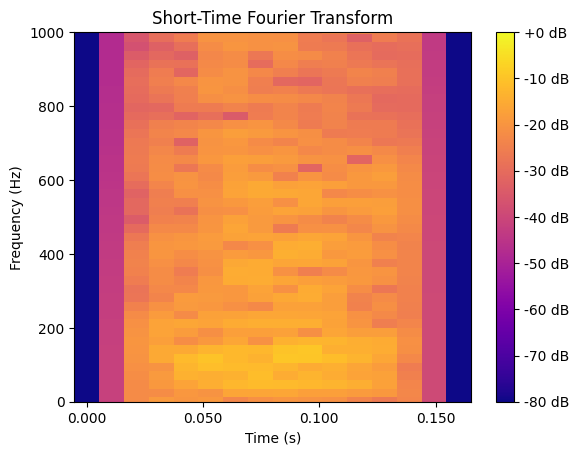 Short-Time Fourier Transform
1000
800
600
400
200
0
Frequency (Hz)
0.000
0.050
0.100
0.150
Time (s)
+0 dB
-10 dB
-20 dB
-30 dB
-40 dB
-50 dB
-60 dB
-70 dB
-80 dB